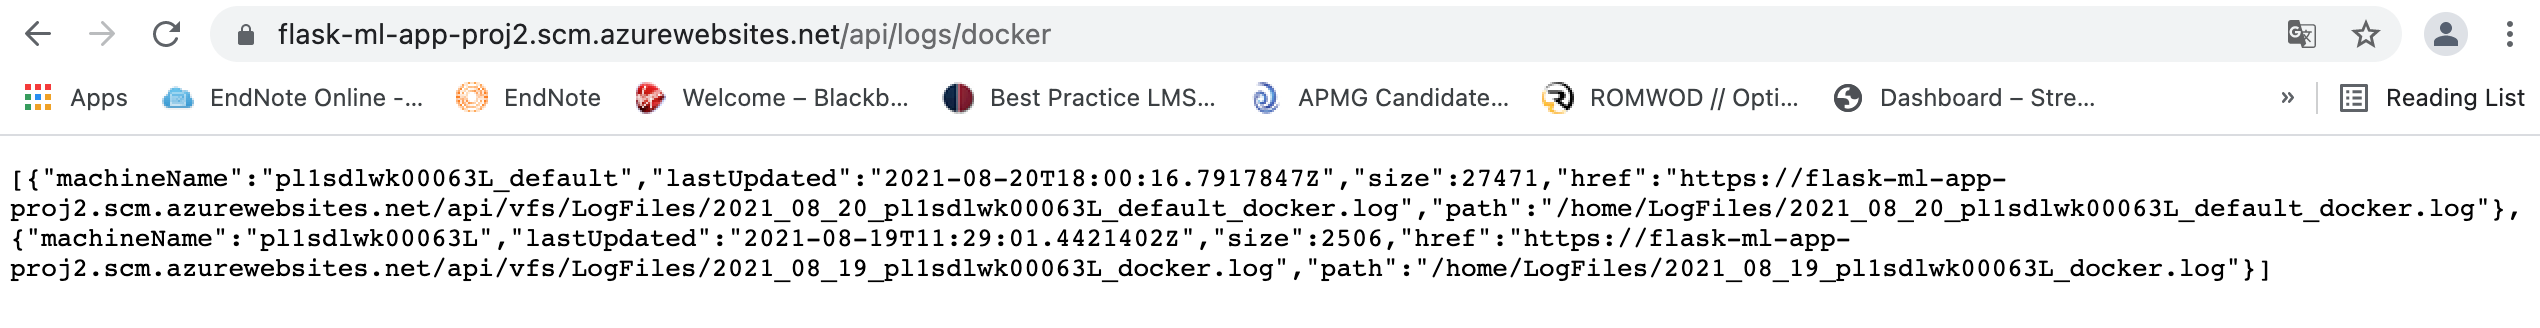 flask-ml-app-proj2.scm.azurewebsites.net/api/logs/docker
Apps EndNote Online -... EndNote Welcome – Blackb... Best Practice LMS... APMG Candidate... ROMWOD // Opti... Dashboard – Stre... » Reading List
[{"machineName":"pl1sdlwk00063L_default","lastUpdated":"2021-08-20T18:00:16.7917847Z","size":27471,"href":"https://flask-ml-app-
proj2.scm.azurewebsites.net/api/vfs/LogFiles/2021_08_20_pl1sdlwk00063L_default_docker.log","path":"/home/LogFiles/2021_08_20_pl1sdlwk00063L_default_docker.log"},
{"machineName":"pl1sdlwk00063L","lastUpdated":"2021-08-19T11:29:01.4421402Z","size":2506,"href":"https://flask-ml-app-
proj2.scm.azurewebsites.net/api/vfs/LogFiles/2021_08_19_pl1sdlwk00063L_docker.log","path":"/home/LogFiles/2021_08_19_pl1sdlwk00063L_docker.log"}]